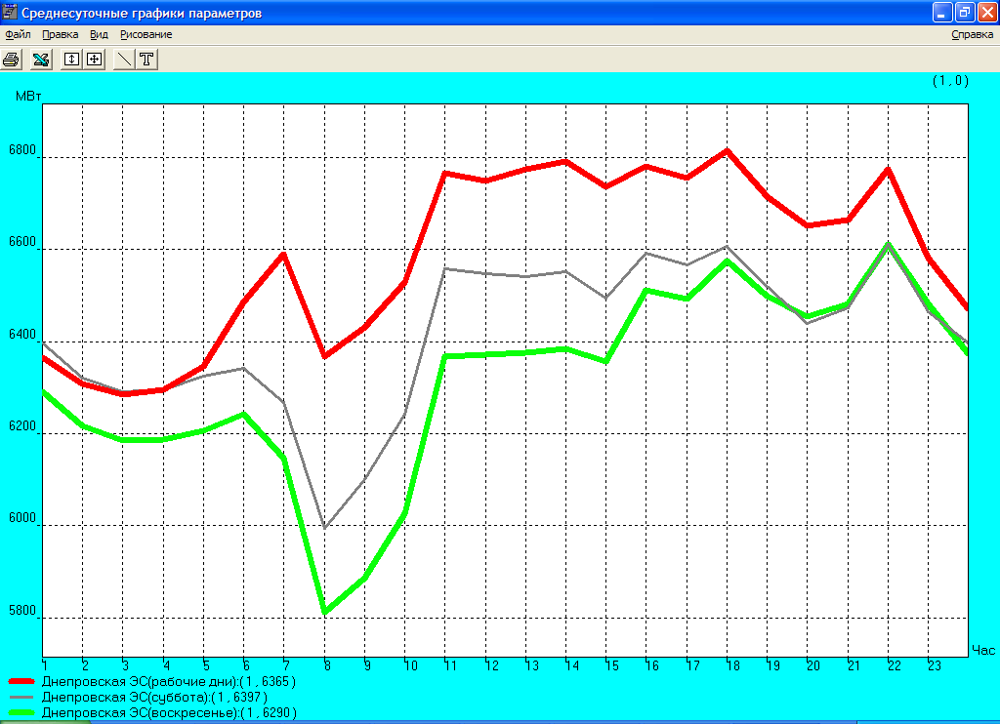 Среднесуточные графики параметров
Файл Правка Вид Рисование Справка
T
(1,0)
МВт
6800
6600
6400
6200
6000
5800
1 2 3 4 5 6 7 8 9 10 11 12 13 14 15 16 17 18 19 20 21 22 23
Час
Днепровская ЭС(рабочие дни):(1,6365)
Днепровская ЭС(суббота):(1,6397)
Днепровская ЭС(воскресенье):(1,6290)